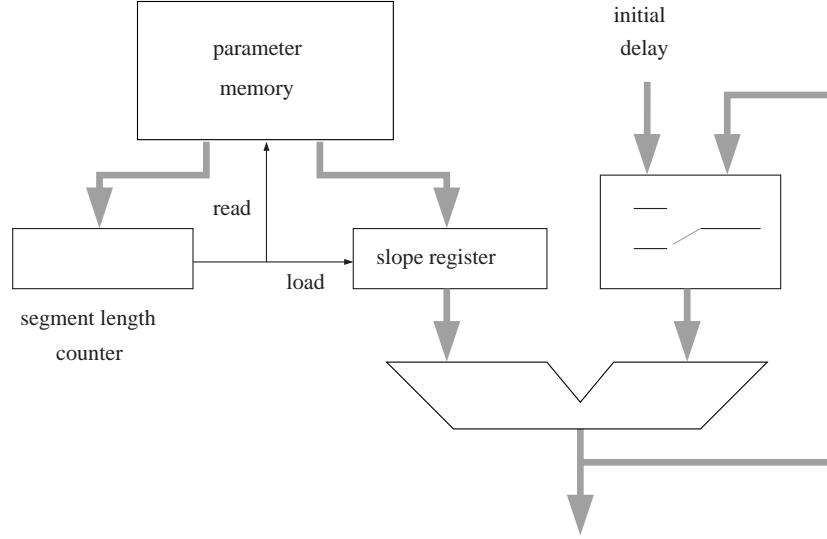 parameter
memory
initial
delay
read
load
slope register
segment length
counter